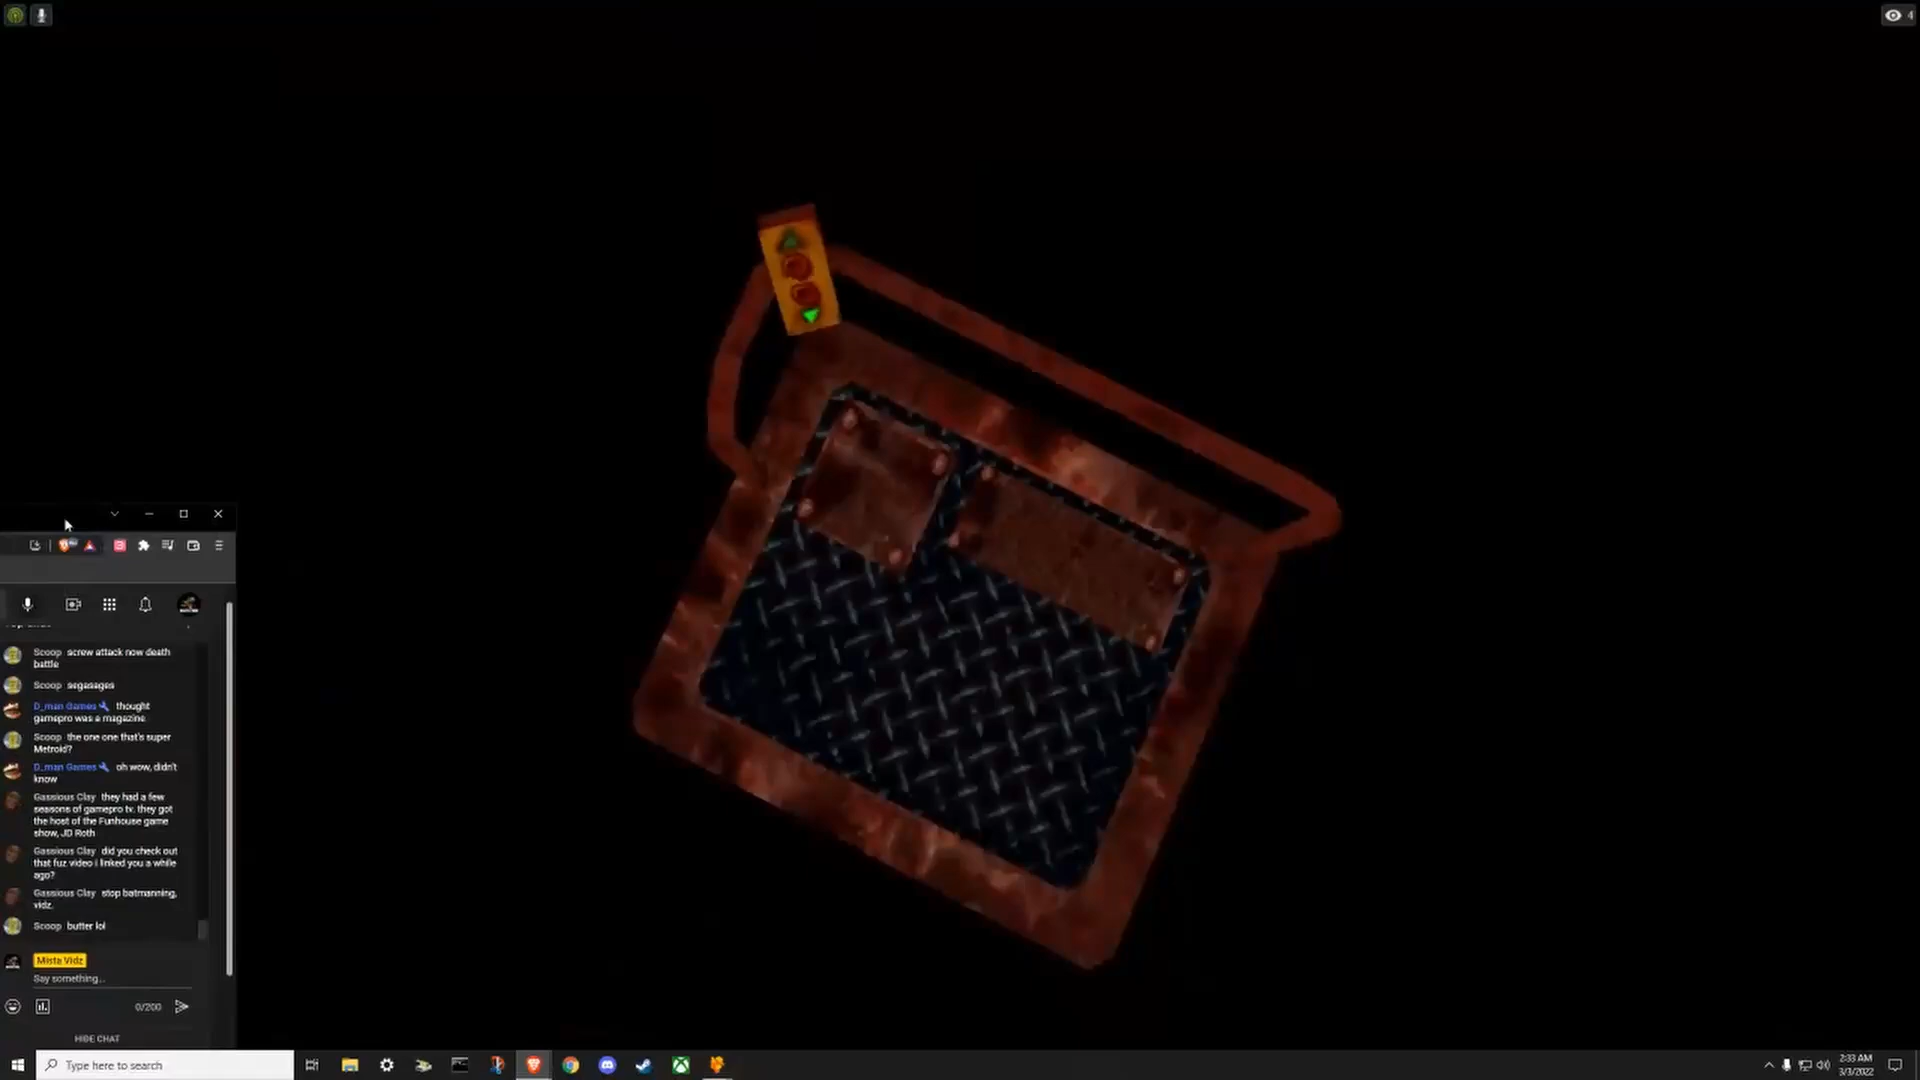 4
Scoop screw attack now death
battle
Scoop segasages
D_man Games thought
gamepro was a magazine
Scoop the one one that's super
Metroid?
D_man Games oh wow, didn't
know
Gassious Clay they had a few
seasons of gamepro tv. they got
the host of the Funhouse game
show, JD Roth
Gassious Clay did you check out
that fuz video i linked you a while
ago?
Gassious Clay stop batmanning,
vidz.
Scoop butter lol
Mista Vidz
Say something...
0/200
HIDE CHAT
Type here to search
2:33 AM
3/3/2022